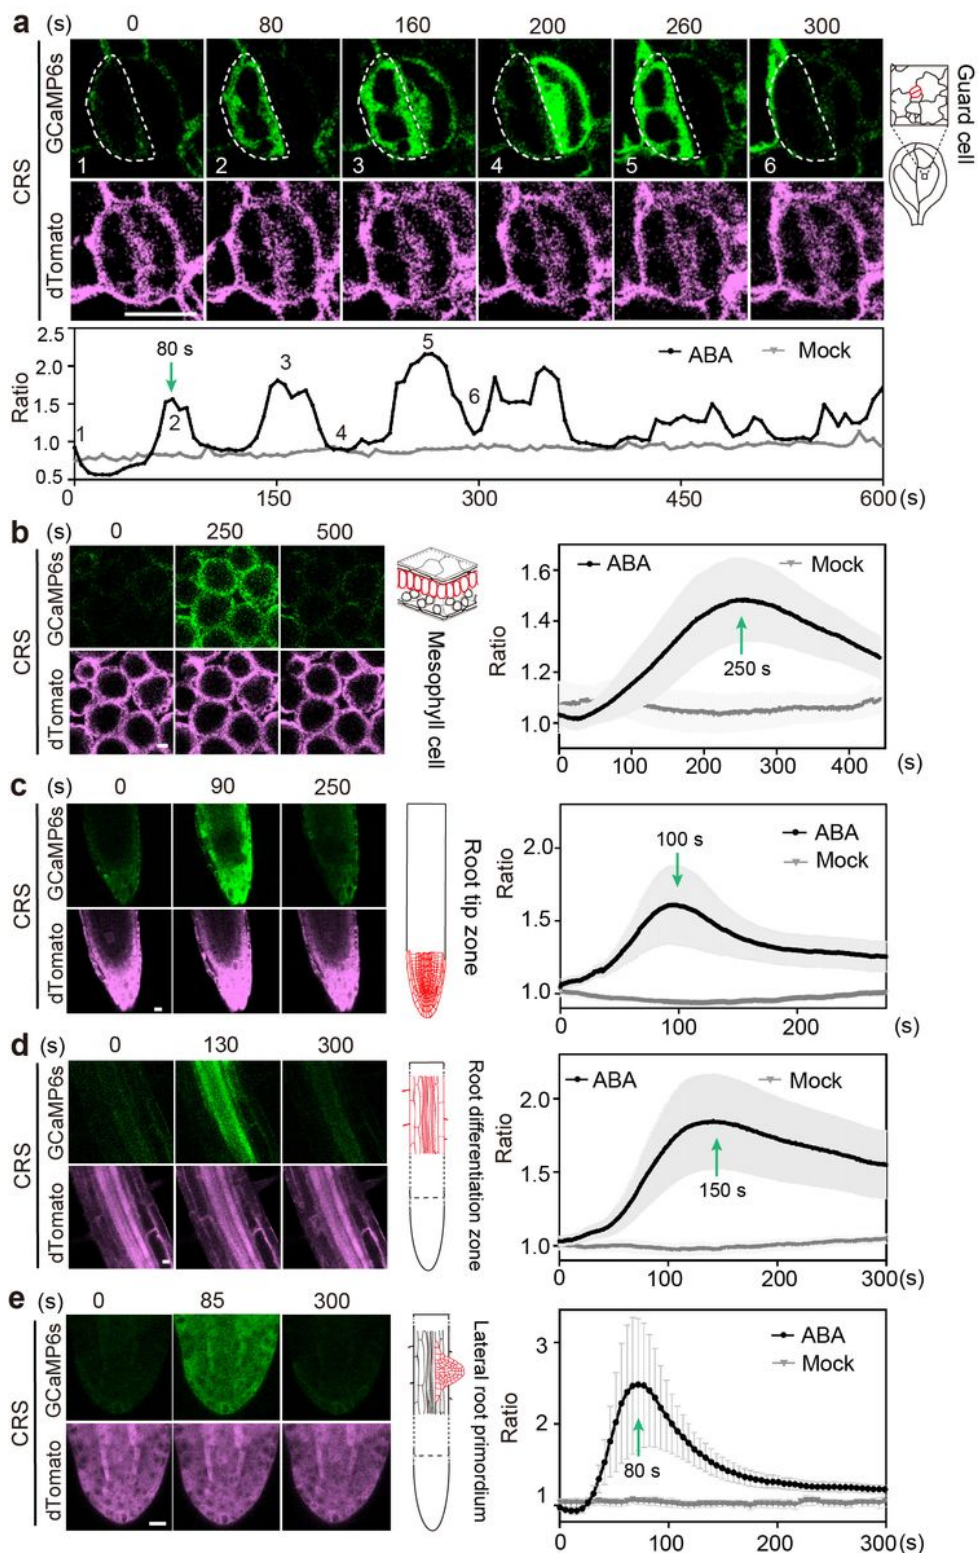 a (s) 0 80 160 200 260 300
CRS
GCaMP6s
dTomato
1 2 3 4 5 6
Guard cell
Ratio
2.5
2.0
1.5
1.0
0.5
80 s
1 2 3 4 5 6
ABA Mock
0 150 300 450 600 (s)
b (s) 0 250 500
CRS
GCaMP6s
dTomato
Mesophyll cell
Ratio
1.6
1.4
1.2
1.0
ABA Mock
250 s
0 100 200 300 400 (s)
c (s) 0 90 250
CRS
GCaMP6s
dTomato
Root tip zone
Ratio
2.0
1.5
1.0
100 s
ABA
Mock
0 100 200 (s)
d (s) 0 130 300
CRS
GCaMP6s
dTomato
Root differentiation zone
Ratio
2.0
1.5
1.0
ABA Mock
150 s
0 100 200 300 (s)
e (s) 0 85 300
CRS
GCaMP6s
dTomato
Lateral root primordium
Ratio
3
2
1
ABA
Mock
80 s
0 100 200 300 (s)